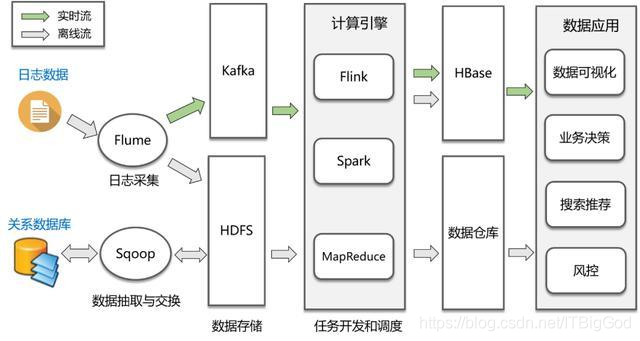 实时流
离线流
日志数据
Flume
日志采集
关系数据库
Sqoop
数据抽取与交换
Kafka
HDFS
数据存储
计算引擎
Flink
Spark
MapReduce
任务开发和调度
HBase
数据仓库
数据应用
数据可视化
业务决策
搜索推荐
风控
https://blog.csdn.net/ITBigGod